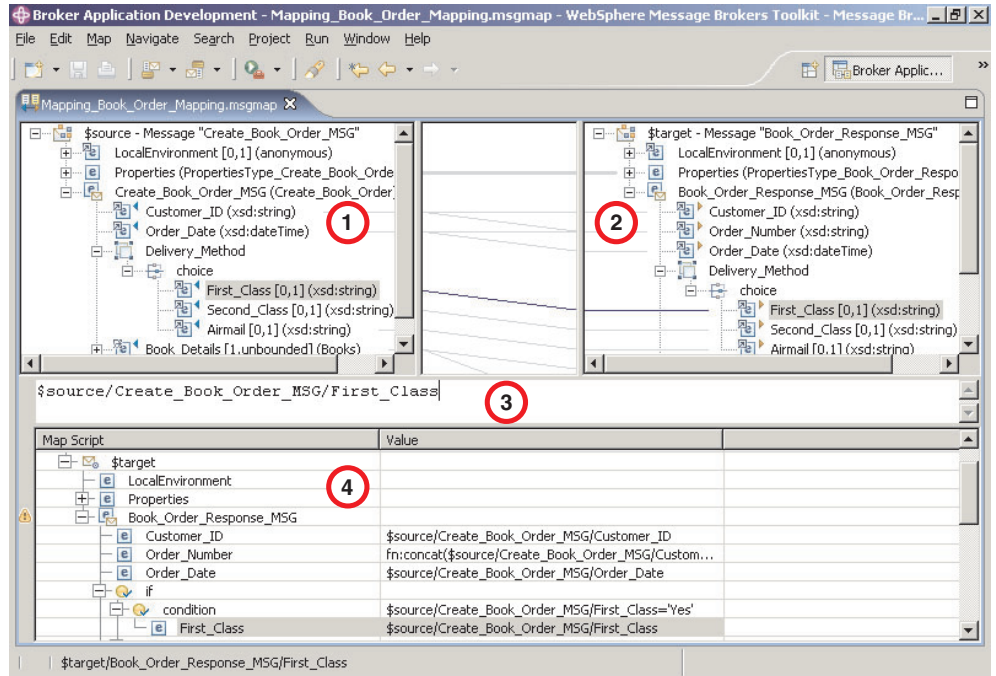 Broker Application Development - Mapping_Book_Order_Mapping.msgmap - WebSphere Message Brokers Toolkit - Message Br...
File Edit Map Navigate Search Project Run Window Help
Broker Applic... »
Mapping_Book_Order_Mapping.msgmap
$source - Message "Create_Book_Order_MSG"
LocalEnvironment [0,1] (anonymous)
Properties (PropertiesType_Create_Book_Orde
Create_Book_Order_MSG (Create_Book_Order
Customer_ID (xsd:string)
Order_Date (xsd:dateTime)
Delivery_Method
choice
First_Class [0,1] (xsd:string)
Second_Class [0,1] (xsd:string)
Airmail [0,1] (xsd:string)
Book_Details [1,unbounded] (Books)
1
$target - Message "Book_Order_Response_MSG"
LocalEnvironment [0,1] (anonymous)
Properties (PropertiesType_Book_Order_Respo
Book_Order_Response_MSG (Book_Order_Resp
Customer_ID (xsd:string)
Order_Number (xsd:string)
Order_Date (xsd:dateTime)
Delivery_Method
choice
First_Class [0,1] (xsd:string)
Second_Class [0,1] (xsd:string)
Airmail [0,1] (xsd:string)
2
$source/Create_Book_Order_MSG/First_Class
3
Map Script Value
$target
LocalEnvironment
4
Properties
Book_Order_Response_MSG
Customer_ID $source/Create_Book_Order_MSG/Customer_ID
Order_Number fn:concat($source/Create_Book_Order_MSG/Custom...
Order_Date $source/Create_Book_Order_MSG/Order_Date
if
condition $source/Create_Book_Order_MSG/First_Class='Yes'
First_Class $source/Create_Book_Order_MSG/First_Class
$target/Book_Order_Response_MSG/First_Class